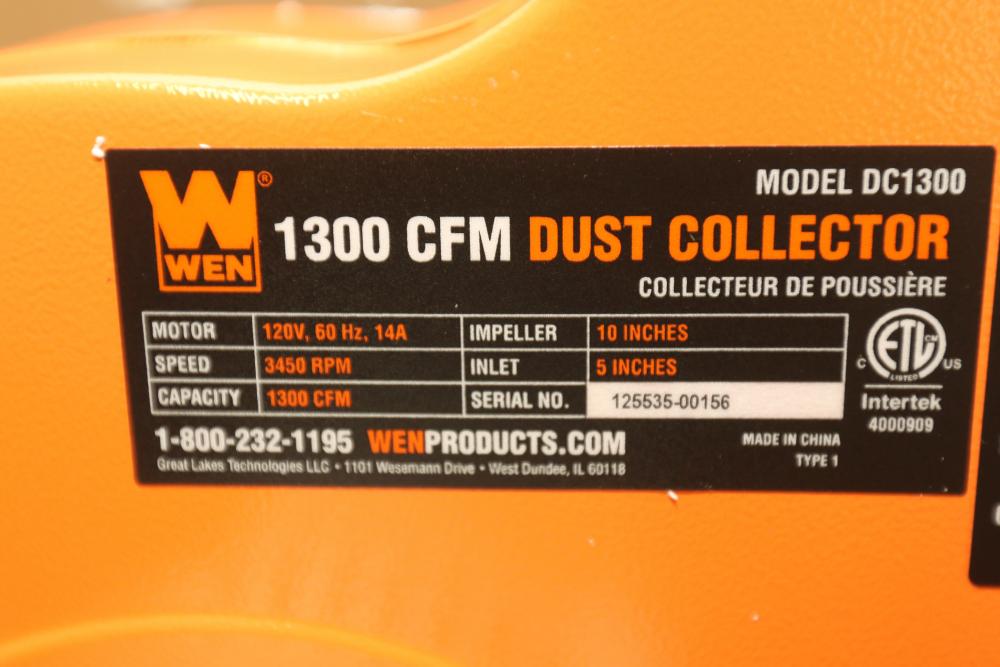 MODEL DC1300
W®
WEN
1300 CFM DUST COLLECTOR
COLLECTEUR DE POUSSIÈRE
MOTOR 120V, 60 Hz, 14A IMPELLER 10 INCHES
SPEED 3450 RPM INLET 5 INCHES
CAPACITY 1300 CFM SERIAL NO. 125535-00156
C ETL CM US
LISTED
Intertek
4000909
1-800-232-1195 WENPRODUCTS.COM
Great Lakes Technologies LLC • 1101 Wesemann Drive • West Dundee, IL 60118
MADE IN CHINA
TYPE 1